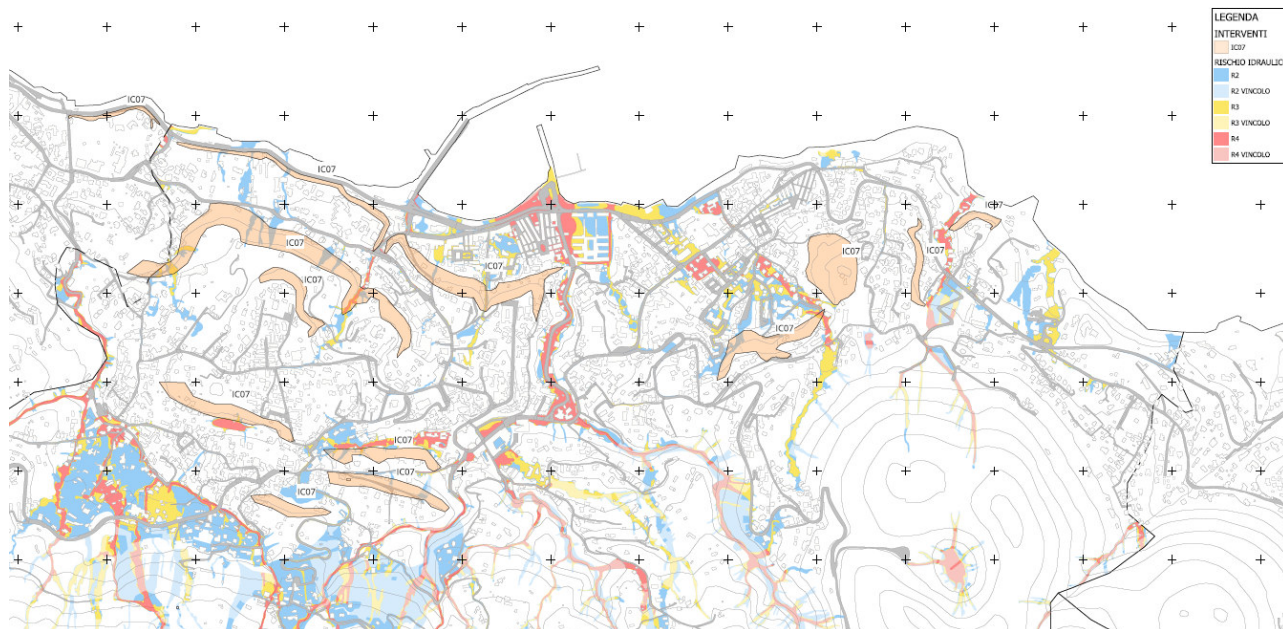 LEGENDA
INTERVENTI
IC07
RISCHIO IDRAULICO
R2
R2 VINCOLO
R3
R3 VINCOLO
R4
R4 VINCOLO
IC07
IC07
IC07
IC07
IC07
IC07
IC07
IC07
IC07
IC07
IC07
IC07
IC07